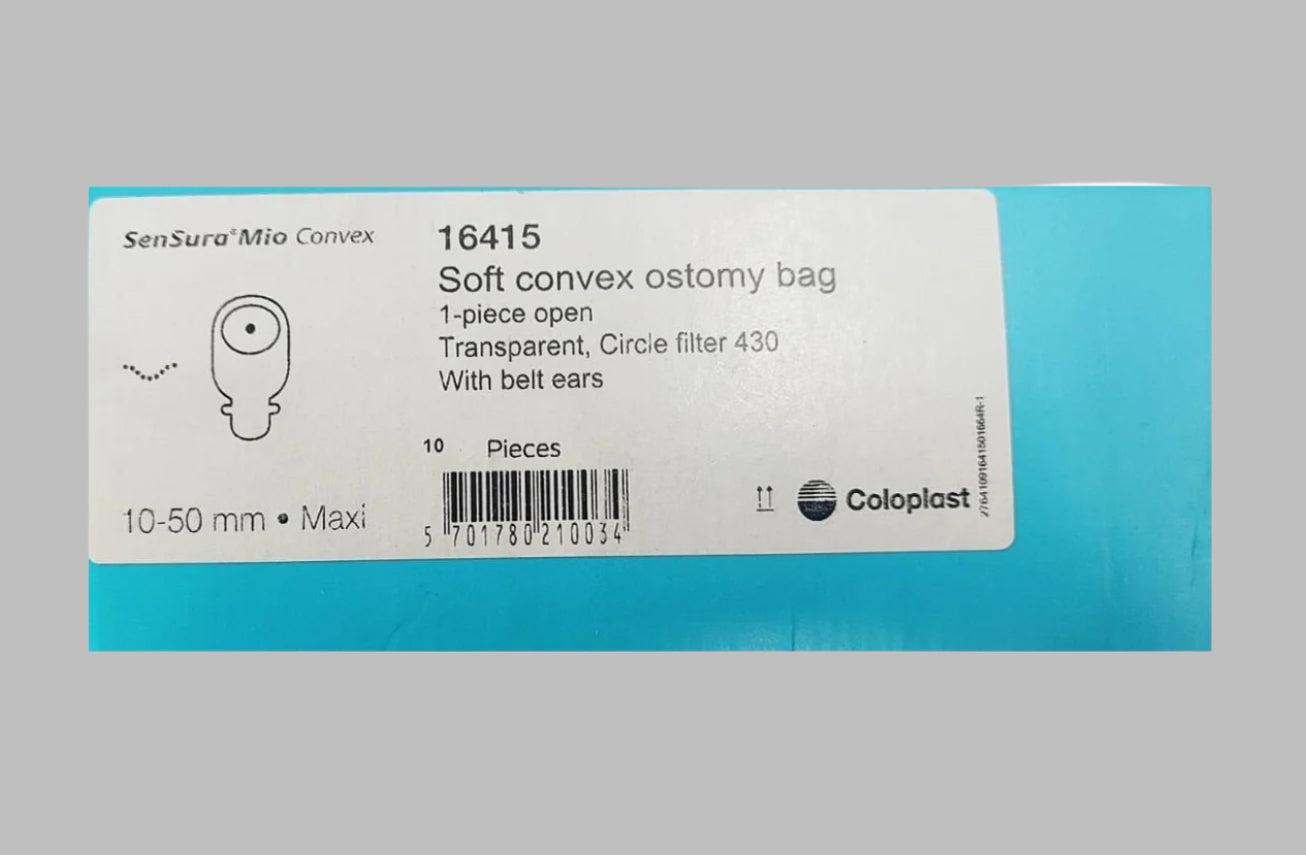 SenSura® Mio Convex
16415
Soft convex ostomy bag
1-piece open
Transparent, Circle filter 430
With belt ears
10 Pieces
10-50 mm • Maxi
5 701780 210034
Coloplast